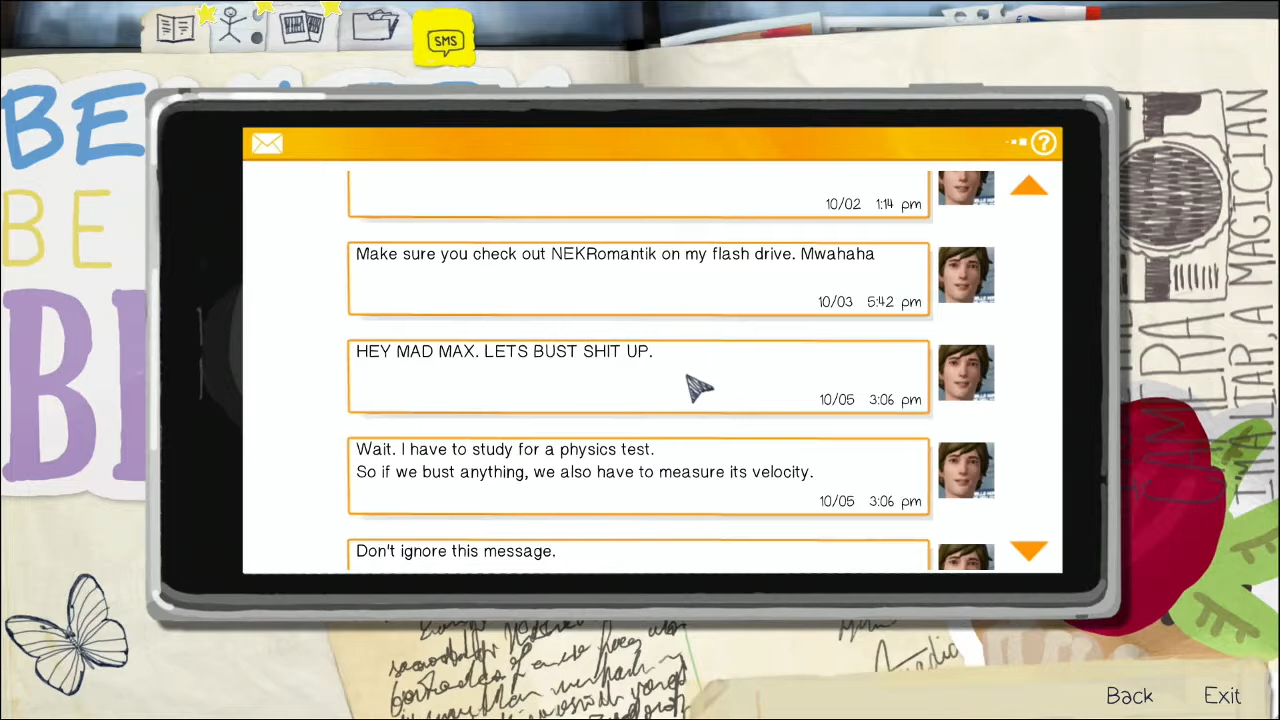 SMS
10/02 1:14 pm
Make sure you check out NEKRomantik on my flash drive. Mwahaha
10/03 5:42 pm
HEY MAD MAX. LETS BUST SHIT UP.
10/05 3:06 pm
Wait. I have to study for a physics test.
So if we bust anything, we also have to measure its velocity.
10/05 3:06 pm
Don't ignore this message.
BE
BE
CAMERA
I'M A LIAR, A MAGICIAN
Back Exit